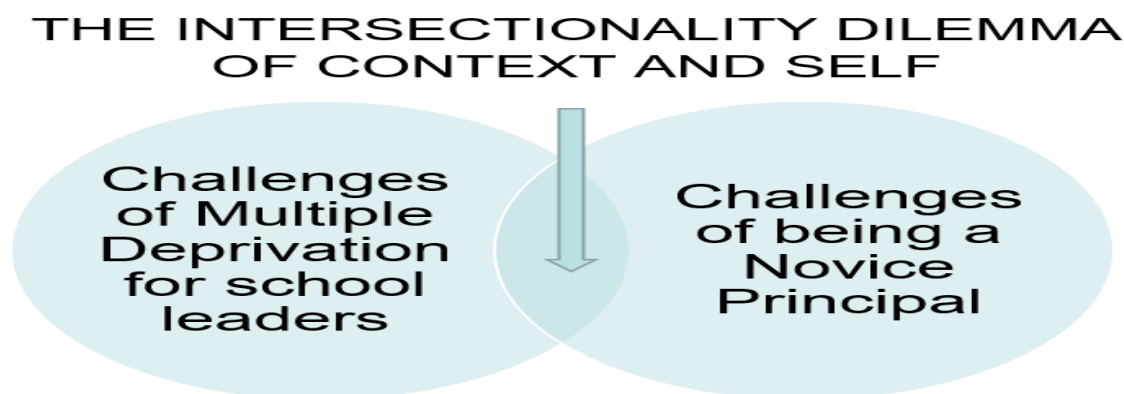 THE INTERSECTIONALITY DILEMMA
OF CONTEXT AND SELF
Challenges
of Multiple
Deprivation
for school
leaders
Challenges
of being a
Novice
Principal